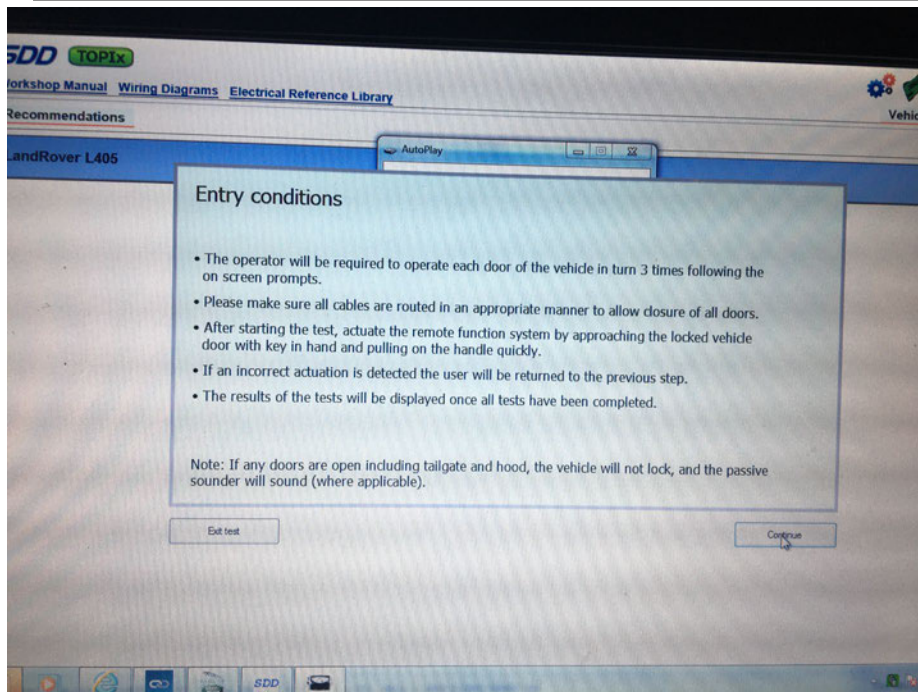 SDD TOPIx
Workshop Manual Wiring Diagrams Electrical Reference Library
Recommendations
Vehic
LandRover L405
AutoPlay
Entry conditions
• The operator will be required to operate each door of the vehicle in turn 3 times following the
on screen prompts.
• Please make sure all cables are routed in an appropriate manner to allow closure of all doors.
• After starting the test, actuate the remote function system by approaching the locked vehicle
door with key in hand and pulling on the handle quickly.
• If an incorrect actuation is detected the user will be returned to the previous step.
• The results of the tests will be displayed once all tests have been completed.
Note: If any doors are open including tailgate and hood, the vehicle will not lock, and the passive
sounder will sound (where applicable).
Exit test
Continue
SDD